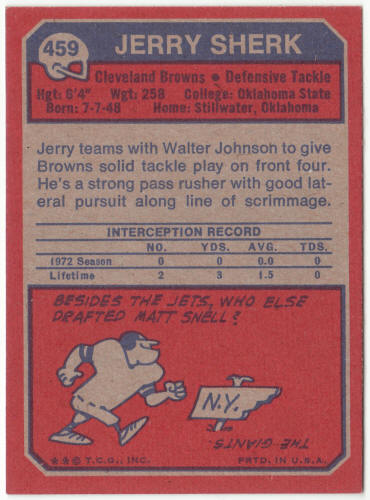 459 JERRY SHERK
Cleveland Browns • Defensive Tackle
Hgt: 6'4" Wgt: 258 College: Oklahoma State
Born: 7-7-48 Home: Stillwater, Oklahoma
Jerry teams with Walter Johnson to give
Browns solid tackle play on front four.
He's a strong pass rusher with good lat-
eral pursuit along line of scrimmage.
INTERCEPTION RECORD
NO. YDS. AVG. TDS.
1972 Season 0 0 0.0 0
Lifetime 2 3 1.5 0
BESIDES THE JETS, WHO ELSE
DRAFTED MATT SNELL?
N.Y.
THE GIANTS.
★★ © T.C.G., INC. PRTD. IN U.S.A.